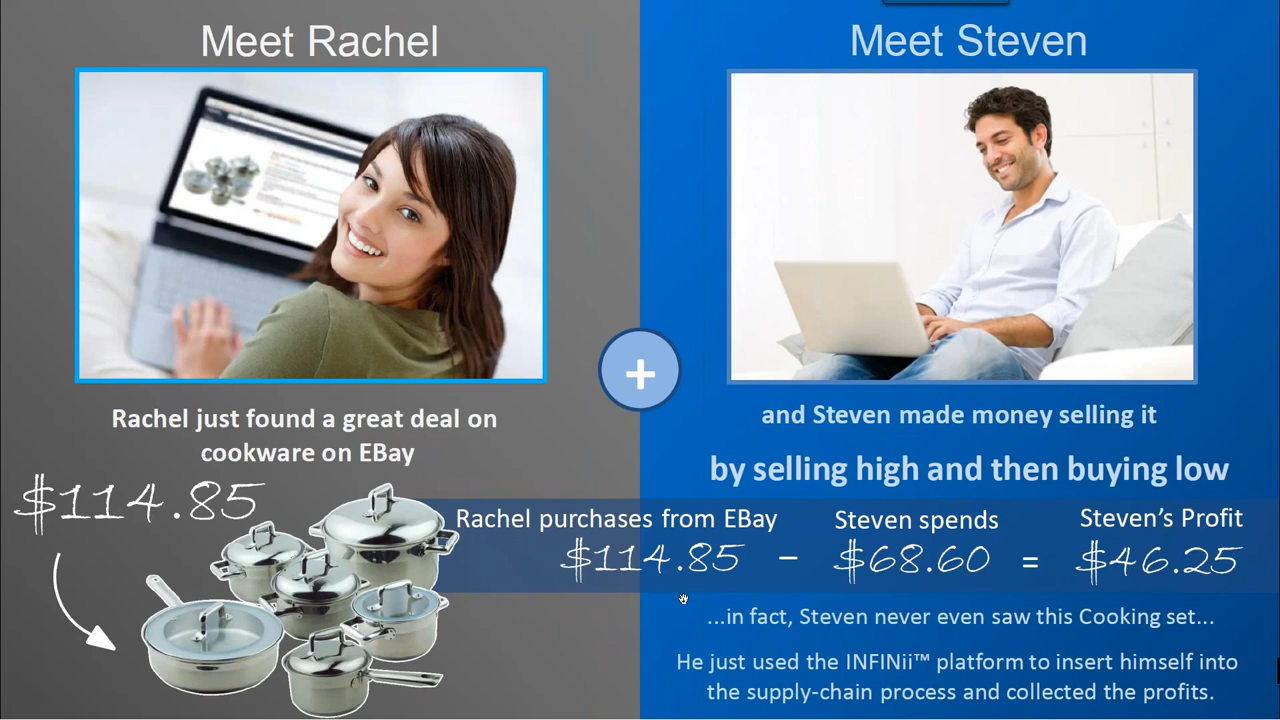 Meet Rachel
Rachel just found a great deal on
cookware on EBay
$114.85
Meet Steven
+
and Steven made money selling it
by selling high and then buying low
Rachel purchases from EBay Steven spends Steven's Profit
$114.85 – $68.60 = $46.25
...in fact, Steven never even saw this Cooking set...
He just used the INFINii™ platform to insert himself into
the supply-chain process and collected the profits.